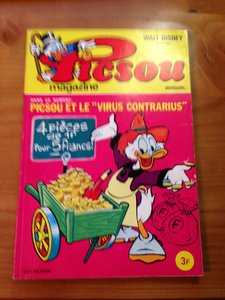 WALT DISNEY
Picsou
magazine
MENSUEL
DANS CE NUMÉRO
PICSOU ET LE "VIRUS CONTRARIUS"
4 pièces
de 1F
Pour 5 francs!
3F